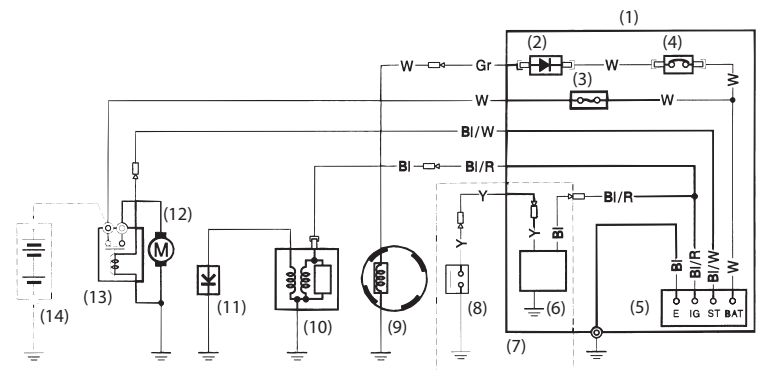 (1)
(2)
(4)
W
Gr
W
W
(3)
W
W
Bl/W
Bl
Bl/R
Y
Bl/R
(12)
M
Y
Y
Bl
Bl
Bl/R
Bl/W
W
(13)
(14)
(11)
(10)
(9)
(8)
(6)
(5)
E IG ST BAT
(7)